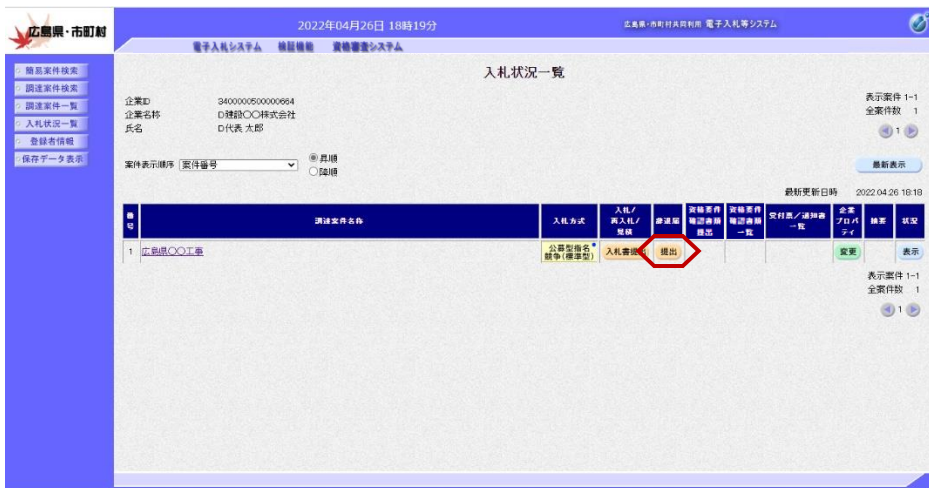 広島県・市町村
2022年04月26日 18時19分
広島県・市町村共同利用 電子入札等システム
電子入札システム 検証機能 資格審査システム
簡易案件検索
調達案件検索
調達案件一覧
入札状況一覧
登録者情報
保存データ表示
入札状況一覧
企業ID 3400000500000664
企業名称 D建設〇〇株式会社
氏名 D代表 太郎
表示案件 1-1
全案件数 1
1
案件表示順序 案件番号
昇順
降順
最新表示
最新更新日時 2022.04.26 18:18
番号 調達案件名称 入札方式 入札/再入札/見積 辞退届 資格要件確認書類提出 資格要件確認書類一覧 受付票/通知書一覧 企業プロパティ 摘要 状況
1 広島県〇〇工事 公募型指名競争(標準型) 入札書提出 提出 変更 表示
表示案件 1-1
全案件数 1
1